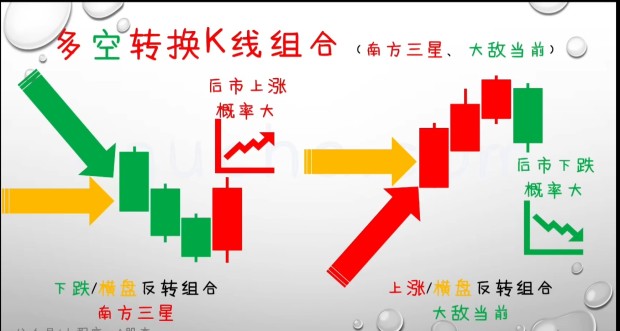 多空转换K线组合（南方三星、大敌当前）
后市上涨
概率大
后市下跌
概率大
下跌/横盘反转组合
南方三星
上涨/横盘反转组合
大敌当前